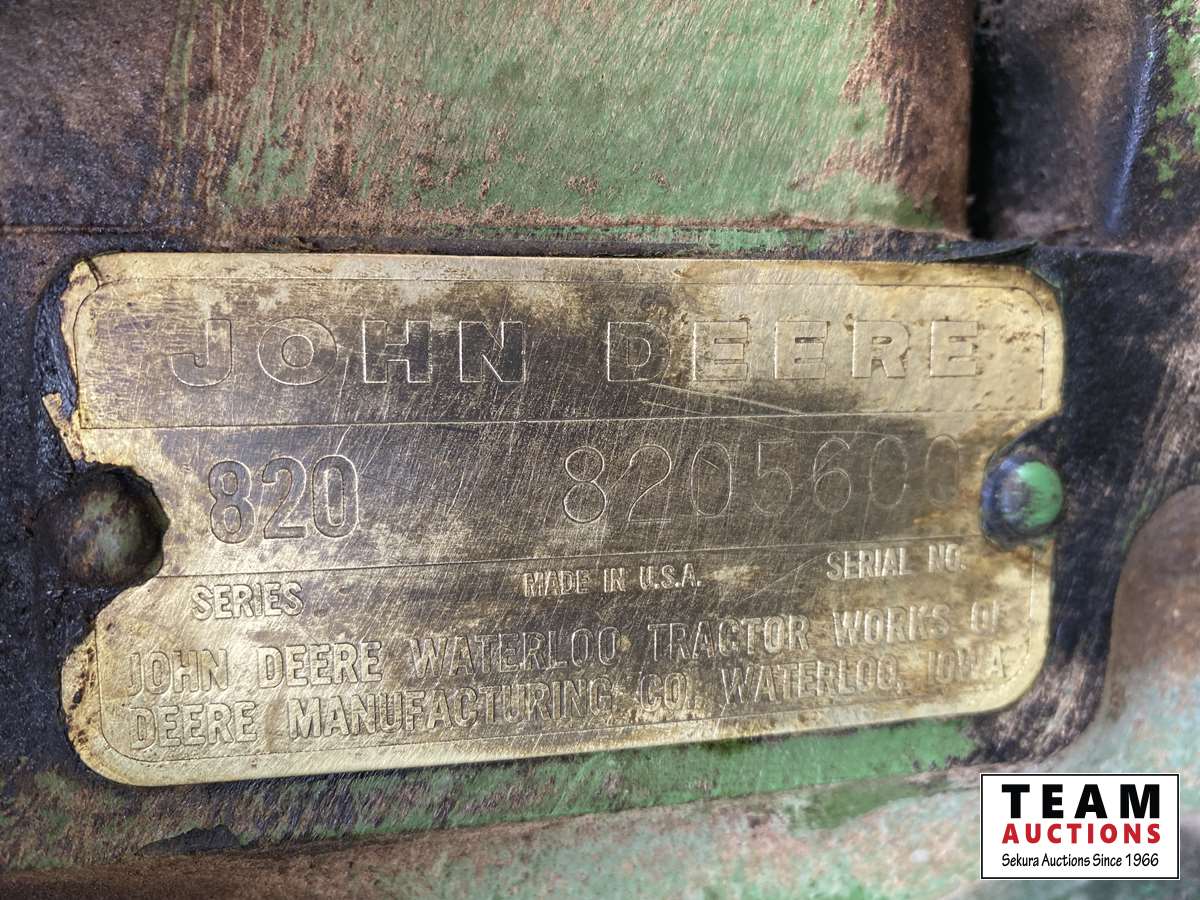 JOHN DEERE
820 8205600
SERIES MADE IN U.S.A. SERIAL NO.
JOHN DEERE WATERLOO TRACTOR WORKS OF
DEERE MANUFACTURING CO. WATERLOO, IOWA
TEAM
AUCTIONS
Sekura Auctions Since 1966